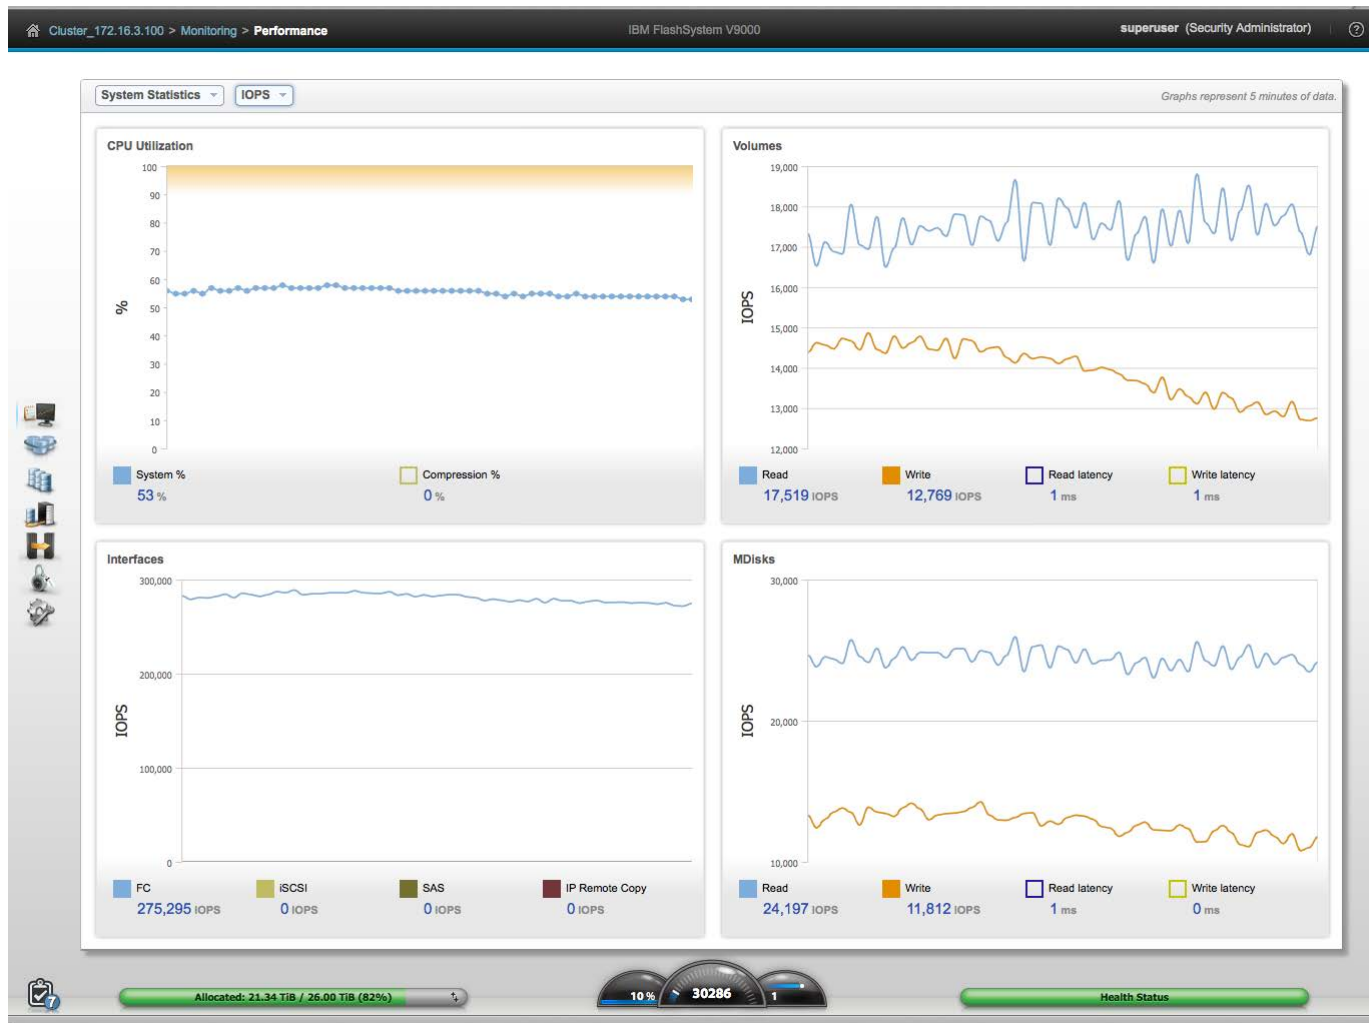 Cluster_172.16.3.100 > Monitoring > Performance
IBM FlashSystem V9000
superuser (Security Administrator)
?
System Statistics
IOPS
Graphs represent 5 minutes of data.
CPU Utilization
100
90
80
70
60
50
40
30
20
10
0
%
System %
53 %
Compression %
0 %
Volumes
19,000
18,000
17,000
16,000
15,000
14,000
13,000
12,000
IOPS
Read
17,519 IOPS
Write
12,769 IOPS
Read latency
1 ms
Write latency
1 ms
Interfaces
300,000
200,000
100,000
0
IOPS
FC
275,295 IOPS
iSCSI
0 IOPS
SAS
0 IOPS
IP Remote Copy
0 IOPS
MDisks
30,000
20,000
10,000
IOPS
Read
24,197 IOPS
Write
11,812 IOPS
Read latency
1 ms
Write latency
0 ms
7
Allocated: 21.34 TiB / 26.00 TiB (82%)
10 %
30286
1
Health Status